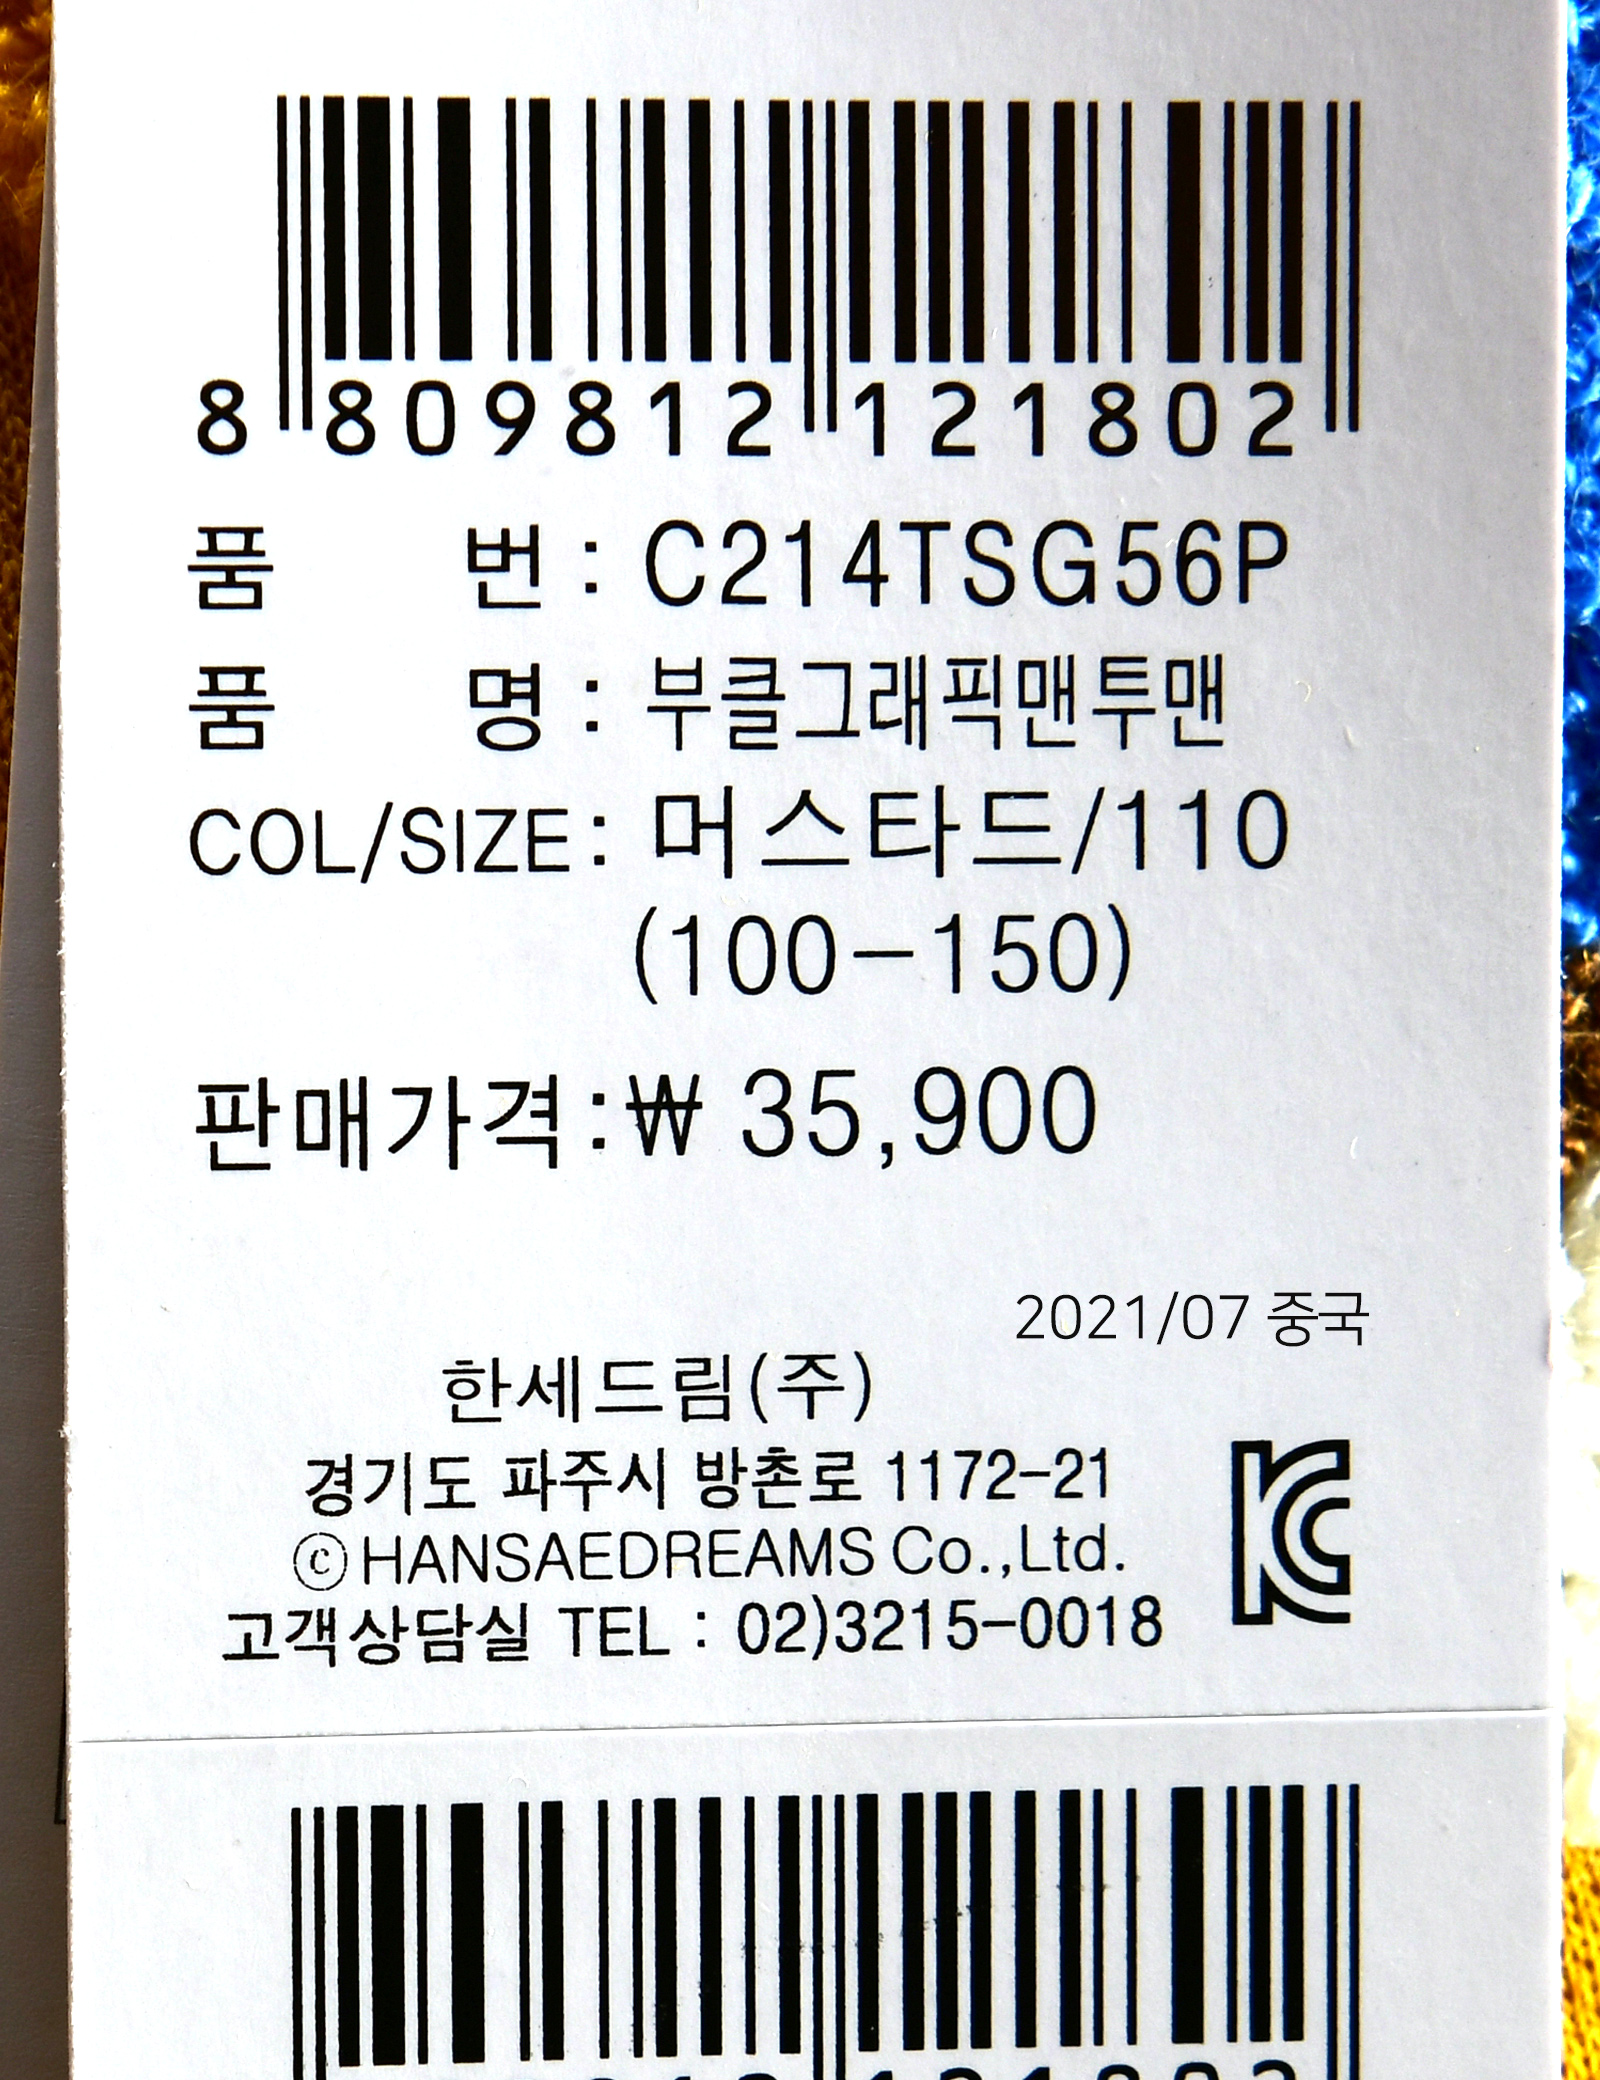 8 809812 121802
품 번 : C214TSG56P
품 명 : 부클그래픽맨투맨
COL/SIZE : 머스타드/110
(100-150)
판매가격 : ₩ 35,900
2021/07 중국
한세드림(주)
경기도 파주시 방촌로 1172-21
ⓒHANSAEDREAMS Co.,Ltd.
고객상담실 TEL : 02)3215-0018
KC